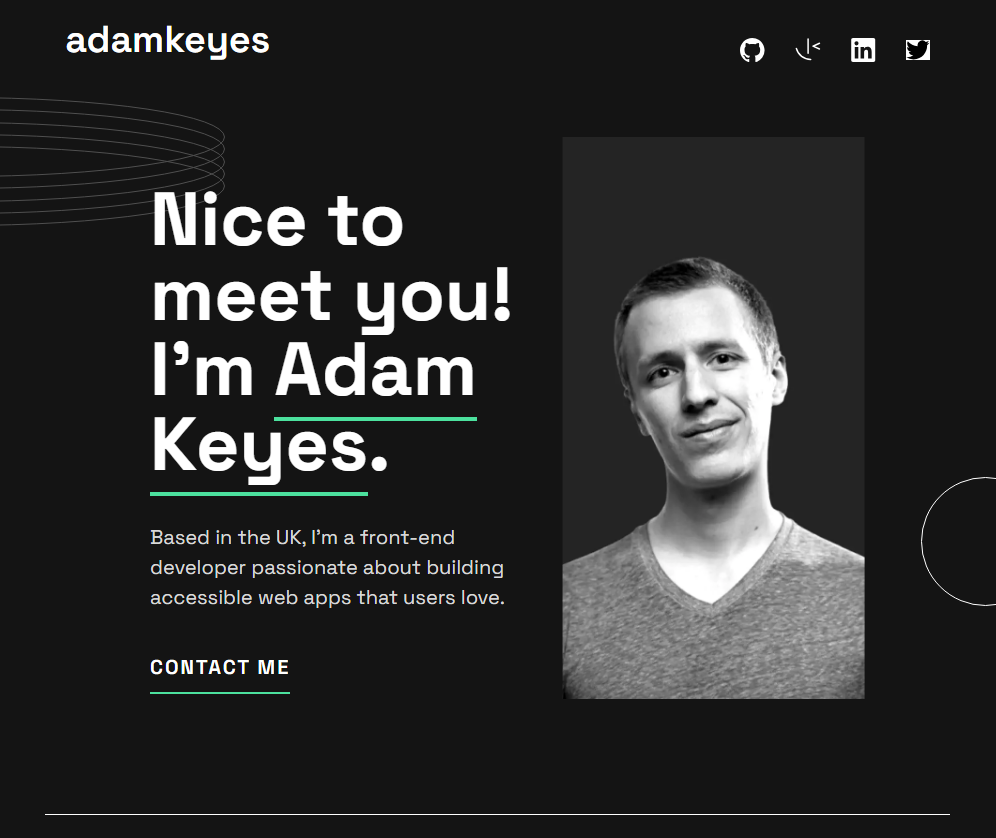 adamkeyes
Nice to
meet you!
I’m Adam
Keyes.
Based in the UK, I’m a front-end
developer passionate about building
accessible web apps that users love.
CONTACT ME